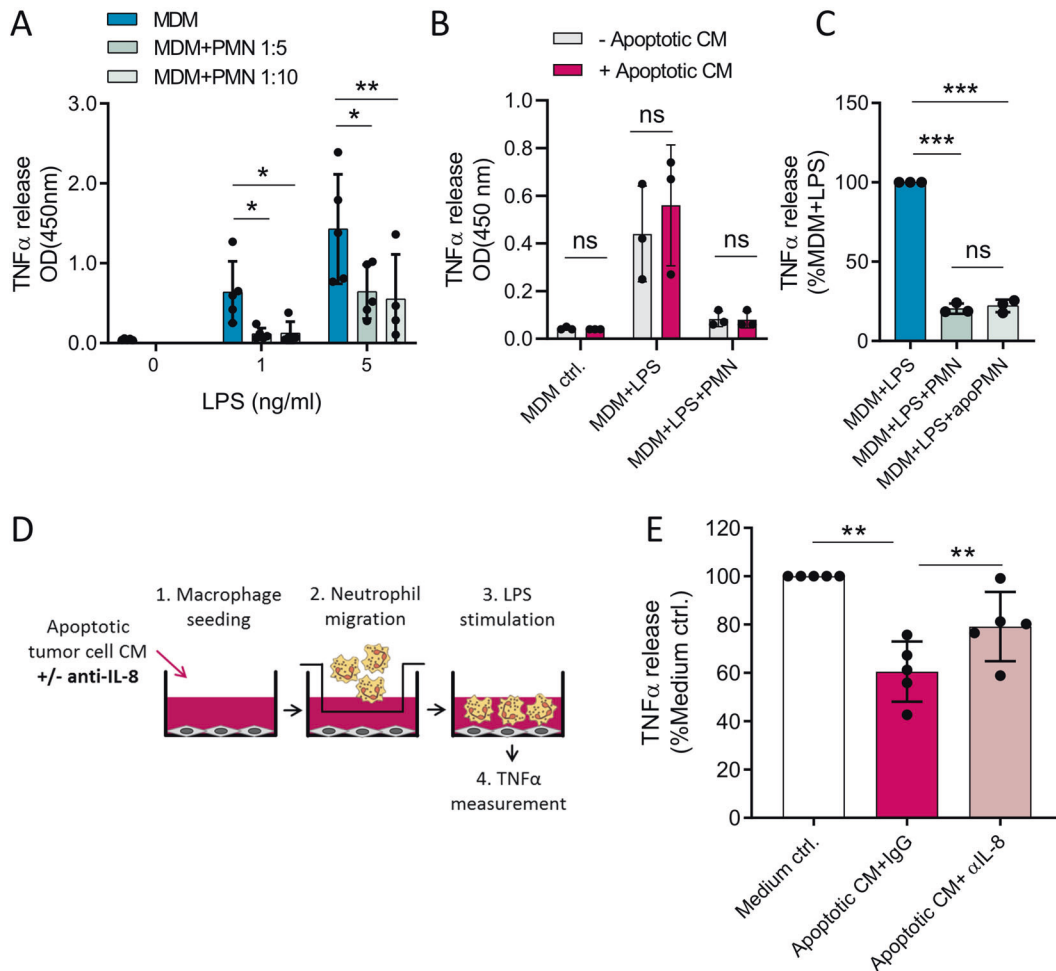 A
MDM
MDM+PMN 1:5
MDM+PMN 1:10
TNFα release
OD(450nm)
3.0
2.0
1.0
0.0
**
*
*
*
0
1
5
LPS (ng/ml)
B
- Apoptotic CM
+ Apoptotic CM
TNFα release
OD(450 nm)
1.0
0.8
0.6
0.4
0.2
0.0
ns
ns
ns
MDM ctrl.
MDM+LPS
MDM+LPS+PMN
C
TNFα release
(%MDM+LPS)
150
100
50
0
***
***
ns
MDM+LPS
MDM+LPS+PMN
MDM+LPS+apoPMN
D
1. Macrophage
seeding
2. Neutrophil
migration
3. LPS
stimulation
Apoptotic
tumor cell CM
+/- anti-IL-8
4. TNFα
measurement
E
TNFα release
(%Medium ctrl.)
120
100
80
60
40
20
0
**
**
Medium ctrl.
Apoptotic CM+IgG
Apoptotic CM+ αIL-8